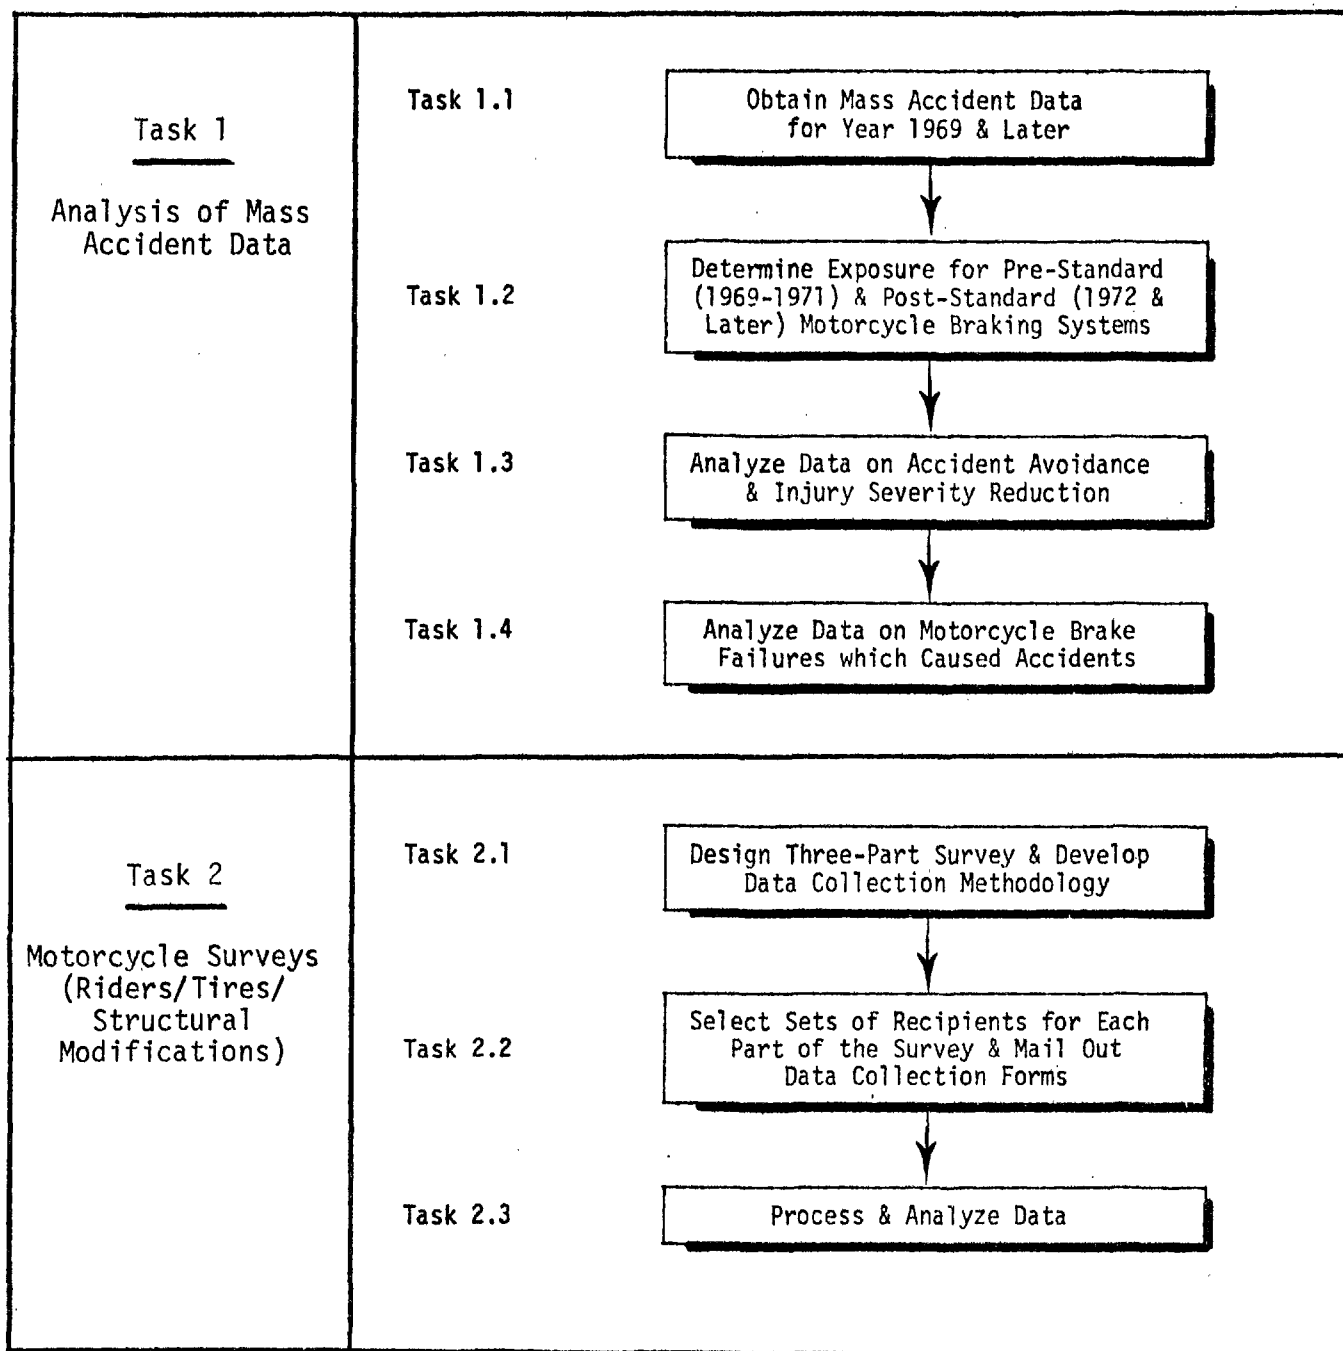 Task 1
Analysis of Mass
Accident Data
Task 1.1
Obtain Mass Accident Data
for Year 1969 & Later
Task 1.2
Determine Exposure for Pre-Standard
(1969-1971) & Post-Standard (1972 &
Later) Motorcycle Braking Systems
Task 1.3
Analyze Data on Accident Avoidance
& Injury Severity Reduction
Task 1.4
Analyze Data on Motorcycle Brake
Failures which Caused Accidents
Task 2
Motorcycle Surveys
(Riders/Tires/
Structural
Modifications)
Task 2.1
Design Three-Part Survey & Develop
Data Collection Methodology
Task 2.2
Select Sets of Recipients for Each
Part of the Survey & Mail Out
Data Collection Forms
Task 2.3
Process & Analyze Data